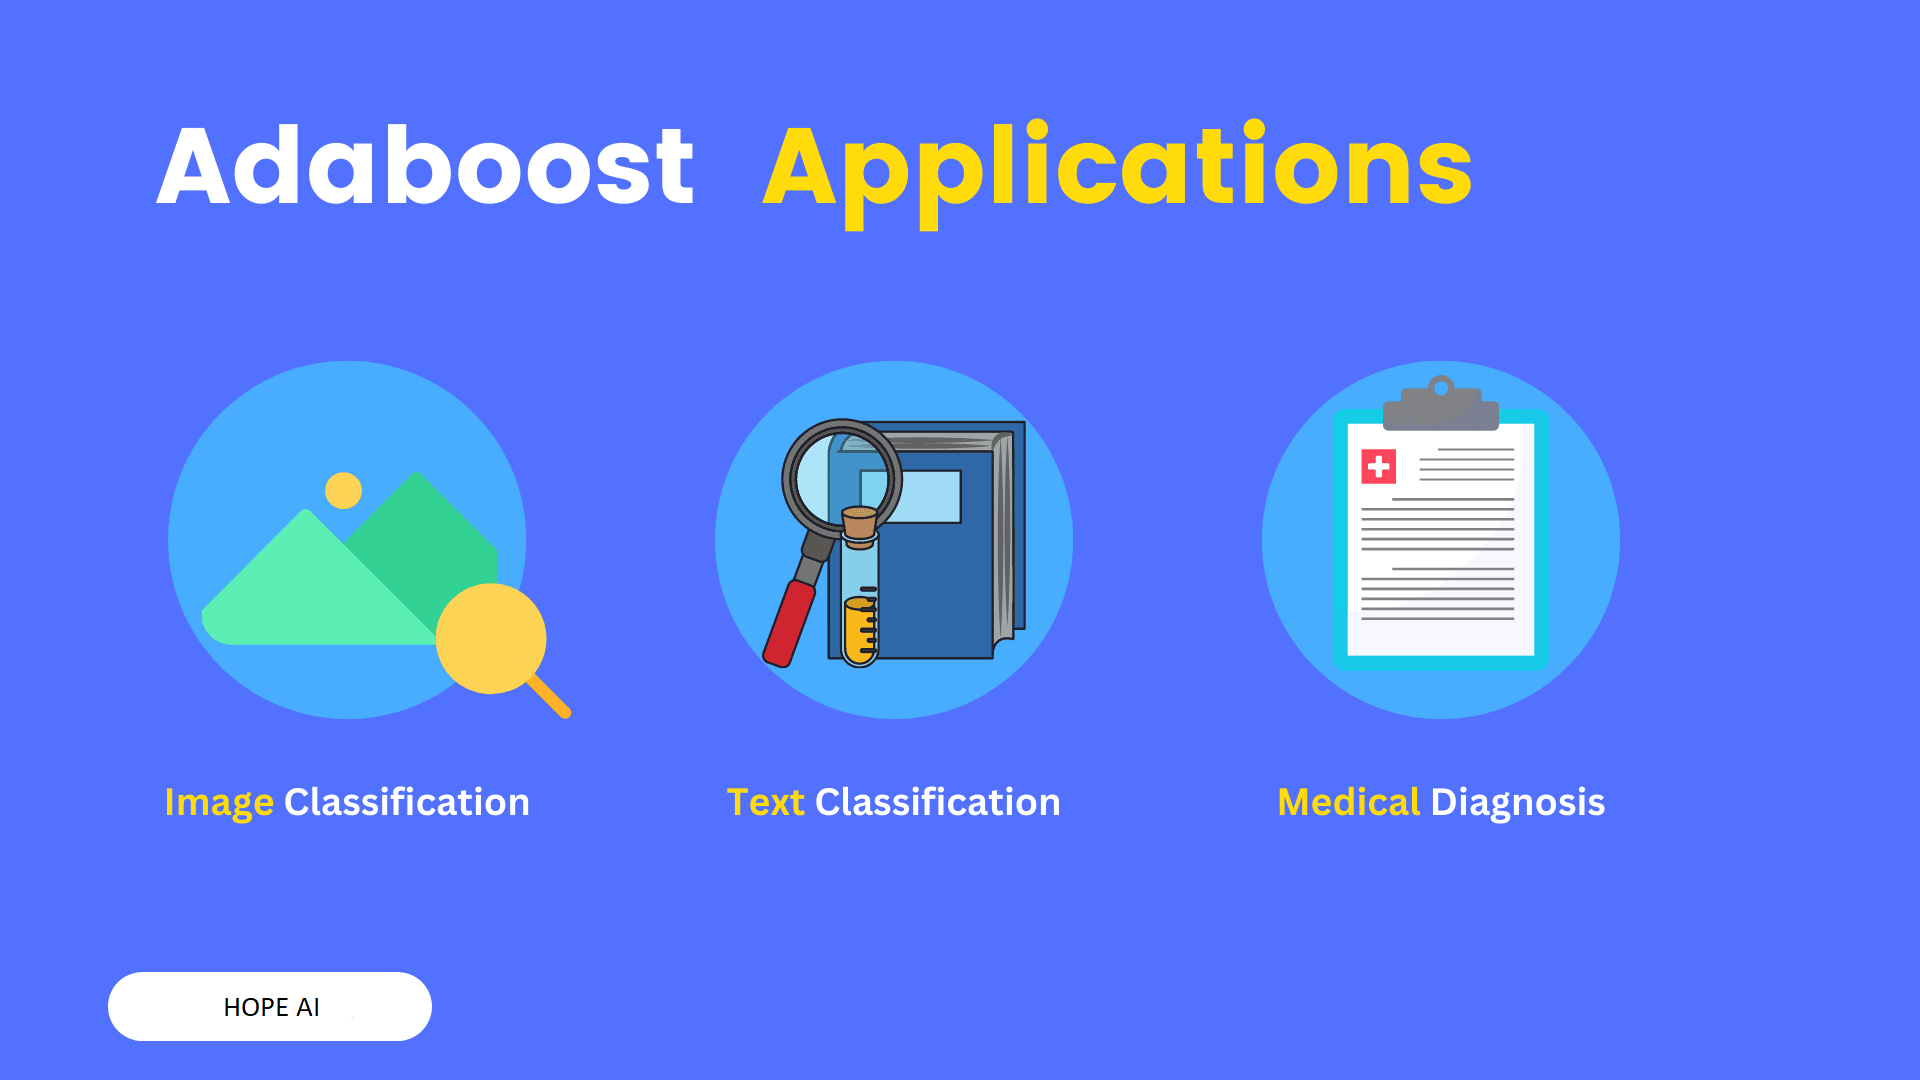 Adaboost Applications
Image Classification
Text Classification
Medical Diagnosis
HOPE AI